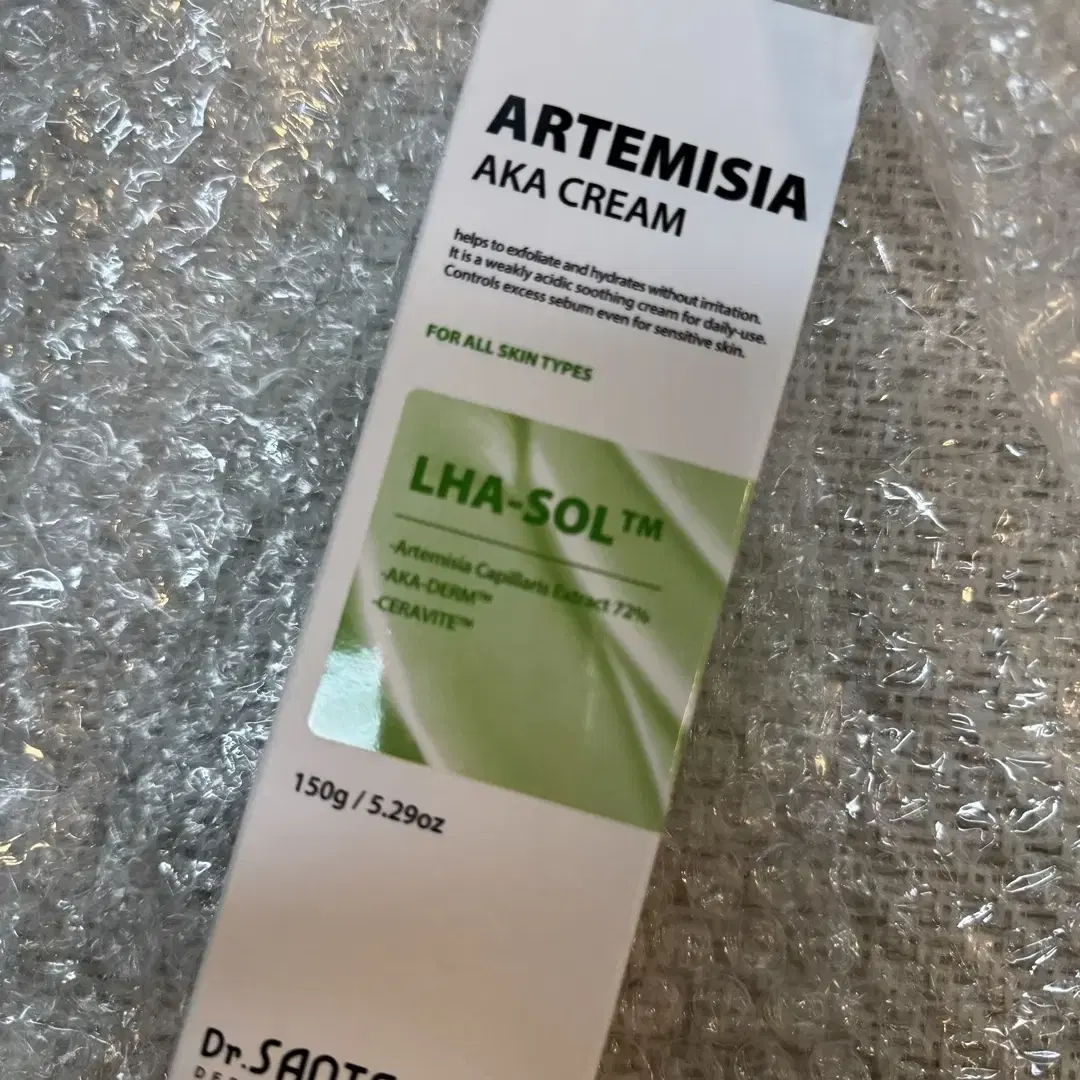 ARTEMISIA
AKA CREAM
helps to exfoliate and hydrates without irritation.
It is a weakly acidic soothing cream for daily-use.
Controls excess sebum even for sensitive skin.
FOR ALL SKIN TYPES
LHA-SOL™
-Artemisia Capillaris Extract 72%
-AKA-DERM™
-CERAVITE™
150g / 5.29oz
Dr.